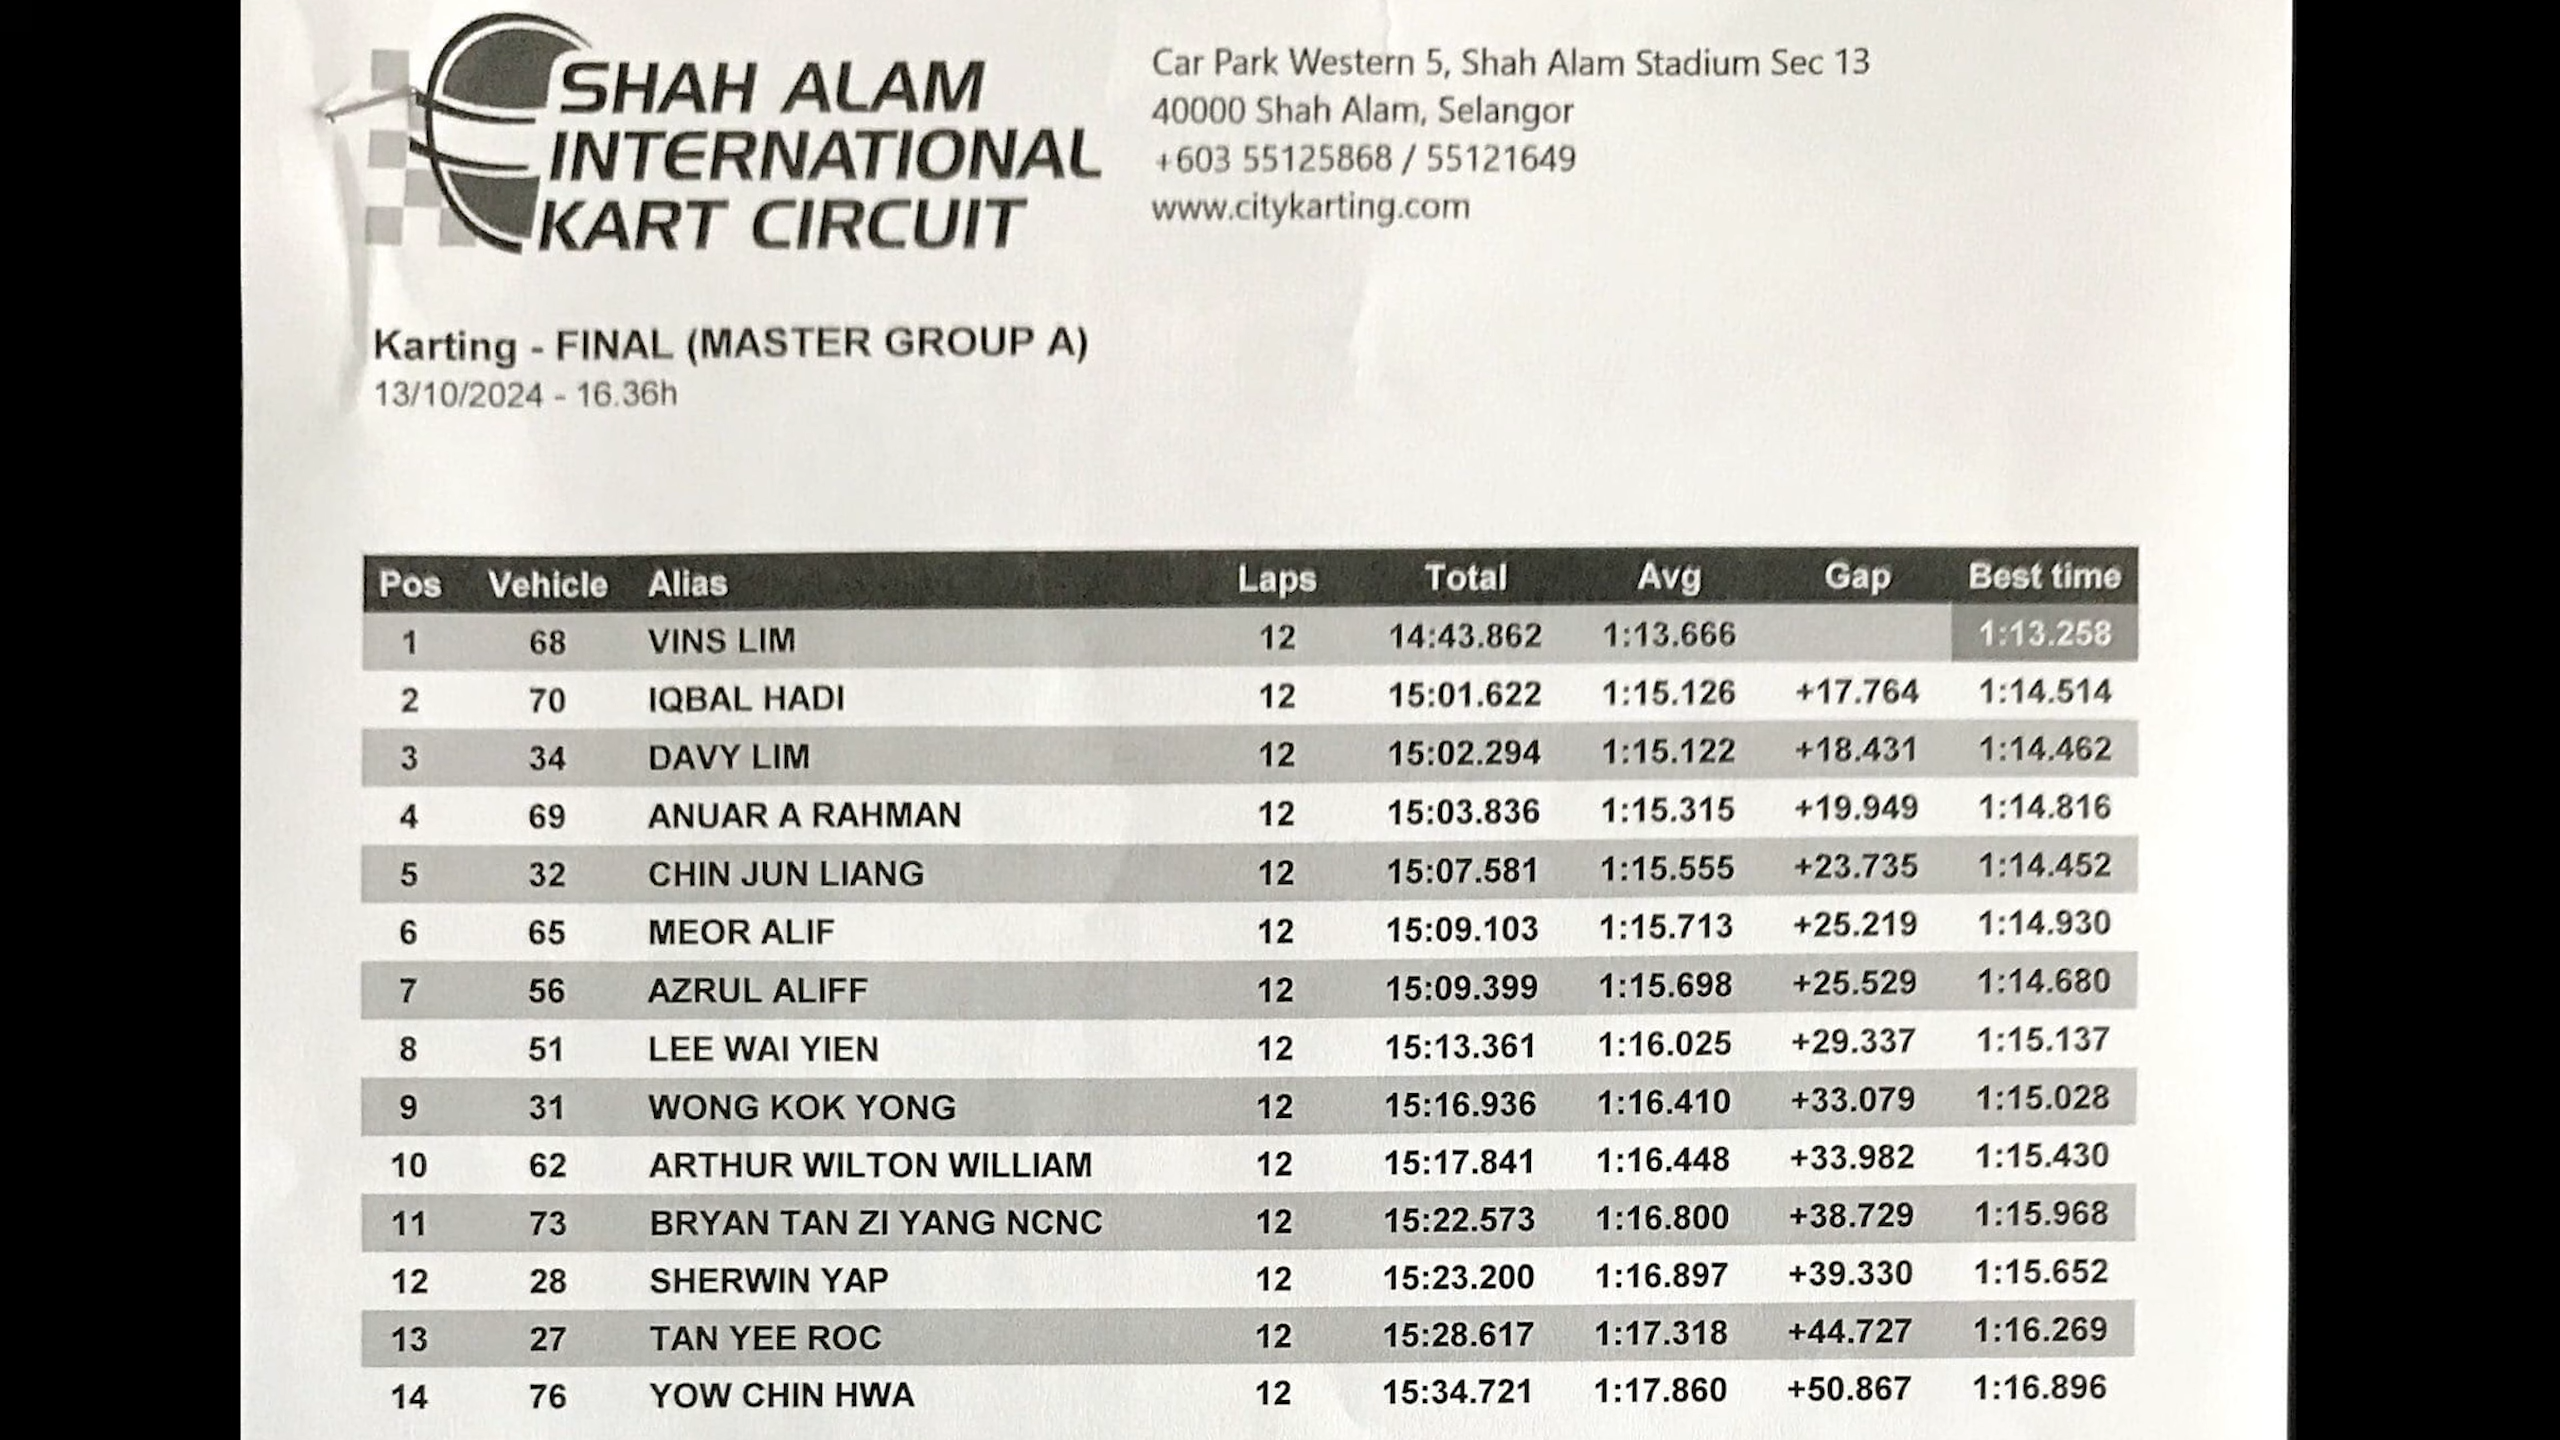 SHAH ALAM
INTERNATIONAL
KART CIRCUIT
Car Park Western 5, Shah Alam Stadium Sec 13
40000 Shah Alam, Selangor
+603 55125868 / 55121649
www.citykarting.com
Karting - FINAL (MASTER GROUP A)
13/10/2024 - 16.36h
Pos Vehicle Alias Laps Total Avg Gap Best time
1 68 VINS LIM 12 14:43.862 1:13.666 1:13.258
2 70 IQBAL HADI 12 15:01.622 1:15.126 +17.764 1:14.514
3 34 DAVY LIM 12 15:02.294 1:15.122 +18.431 1:14.462
4 69 ANUAR A RAHMAN 12 15:03.836 1:15.315 +19.949 1:14.816
5 32 CHIN JUN LIANG 12 15:07.581 1:15.555 +23.735 1:14.452
6 65 MEOR ALIF 12 15:09.103 1:15.713 +25.219 1:14.930
7 56 AZRUL ALIFF 12 15:09.399 1:15.698 +25.529 1:14.680
8 51 LEE WAI YIEN 12 15:13.361 1:16.025 +29.337 1:15.137
9 31 WONG KOK YONG 12 15:16.936 1:16.410 +33.079 1:15.028
10 62 ARTHUR WILTON WILLIAM 12 15:17.841 1:16.448 +33.982 1:15.430
11 73 BRYAN TAN ZI YANG NCNC 12 15:22.573 1:16.800 +38.729 1:15.968
12 28 SHERWIN YAP 12 15:23.200 1:16.897 +39.330 1:15.652
13 27 TAN YEE ROC 12 15:28.617 1:17.318 +44.727 1:16.269
14 76 YOW CHIN HWA 12 15:34.721 1:17.860 +50.867 1:16.896